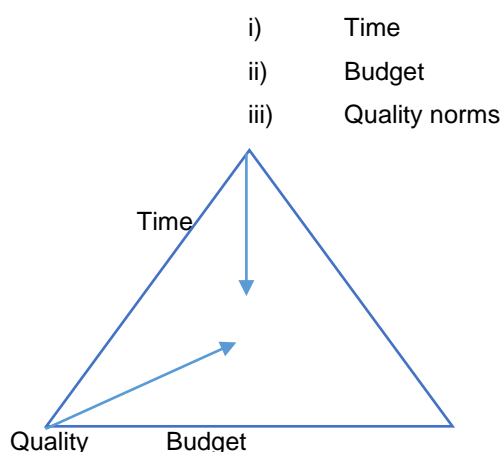 i) Time
ii) Budget
iii) Quality norms
Time
Quality Budget